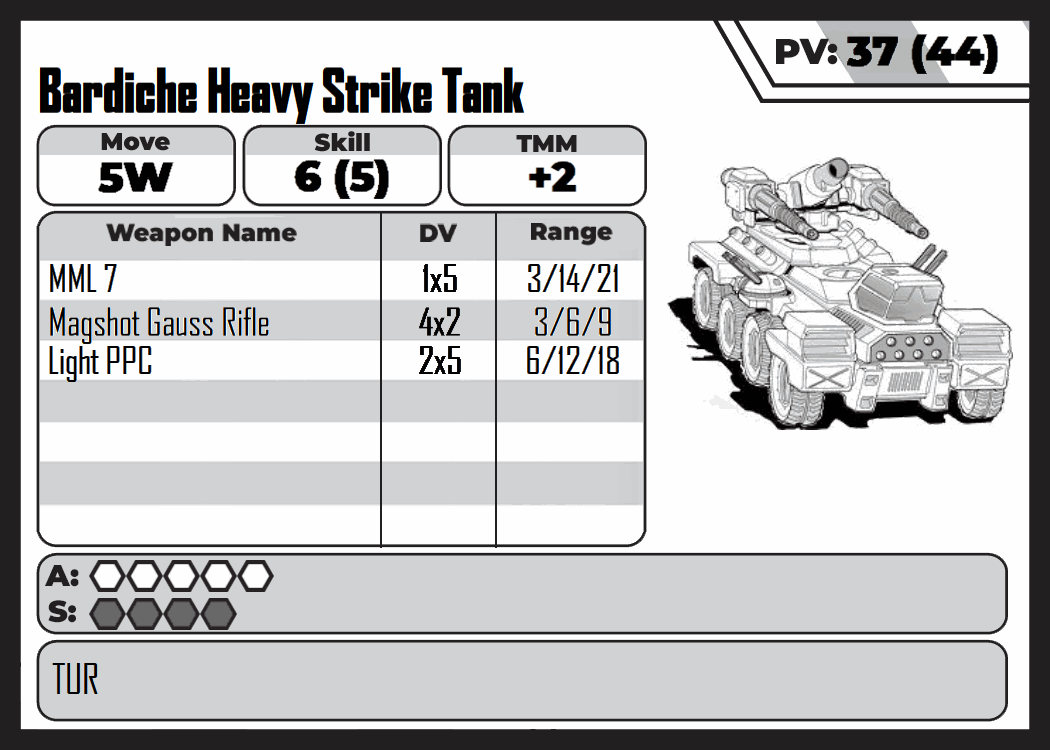 PV: 37 (44)
Bardiche Heavy Strike Tank
Move Skill TMM
5W 6 (5) +2
Weapon Name DV Range
MML 7 1x5 3/14/21
Magshot Gauss Rifle 4x2 3/6/9
Light PPC 2x5 6/12/18
A:
S:
TUR